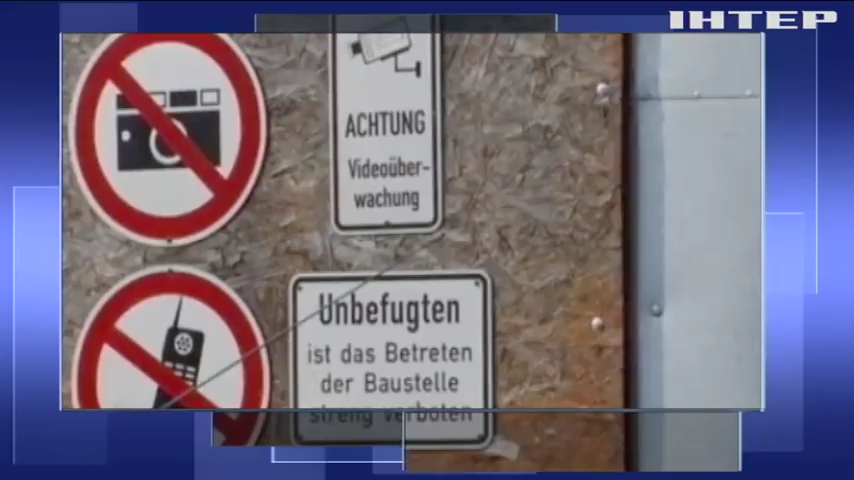 ІНТЕР
ACHTUNG
Videoüber-
wachung
Unbefugten
ist das Betreten
der Baustelle
streng verboten